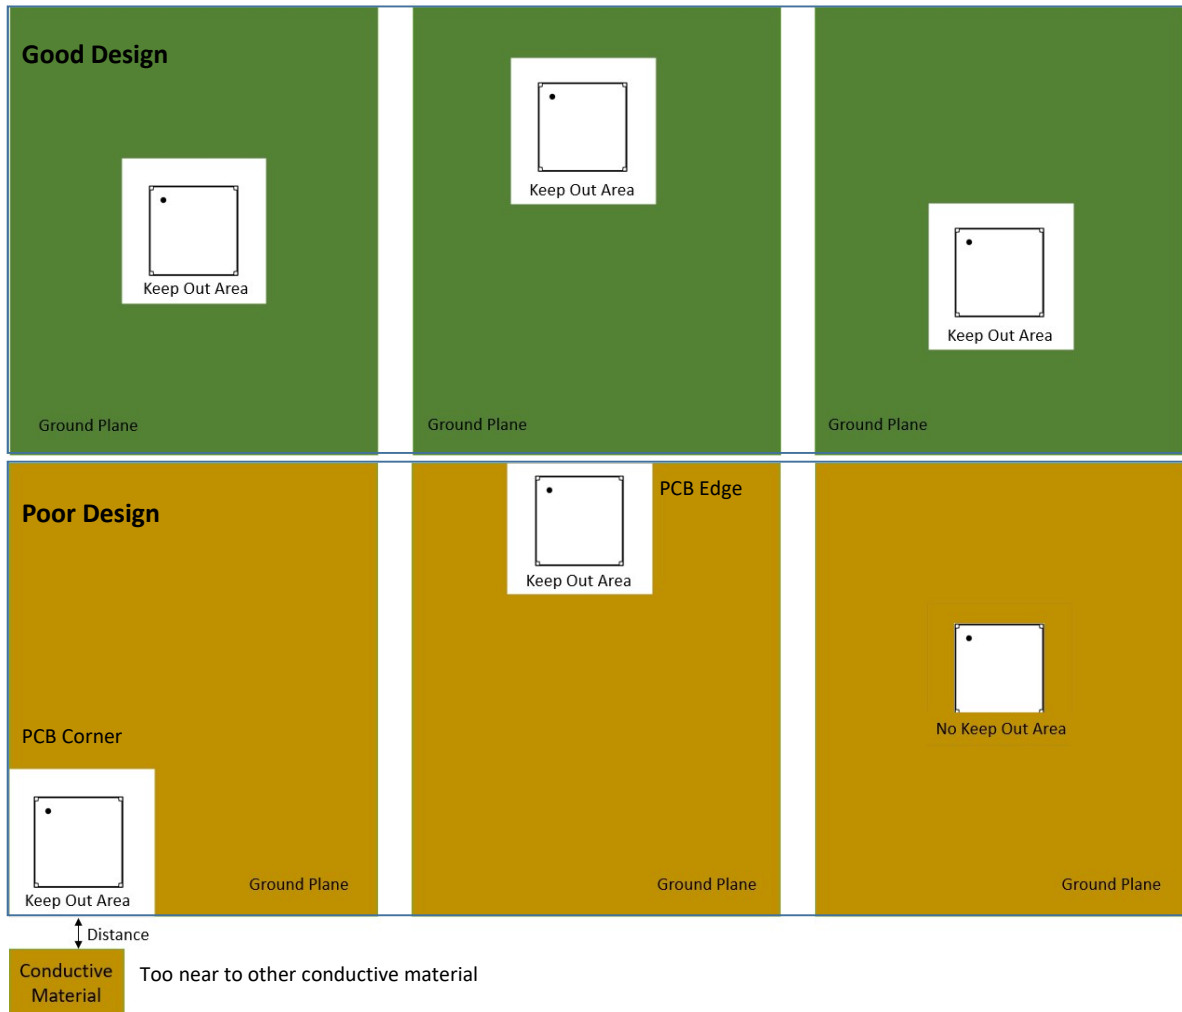 Good Design
Keep Out Area
Keep Out Area
Keep Out Area
Ground Plane
Ground Plane
Ground Plane
Poor Design
PCB Edge
Keep Out Area
No Keep Out Area
PCB Corner
Keep Out Area
Ground Plane
Ground Plane
Ground Plane
Distance
Conductive
Material
Too near to other conductive material